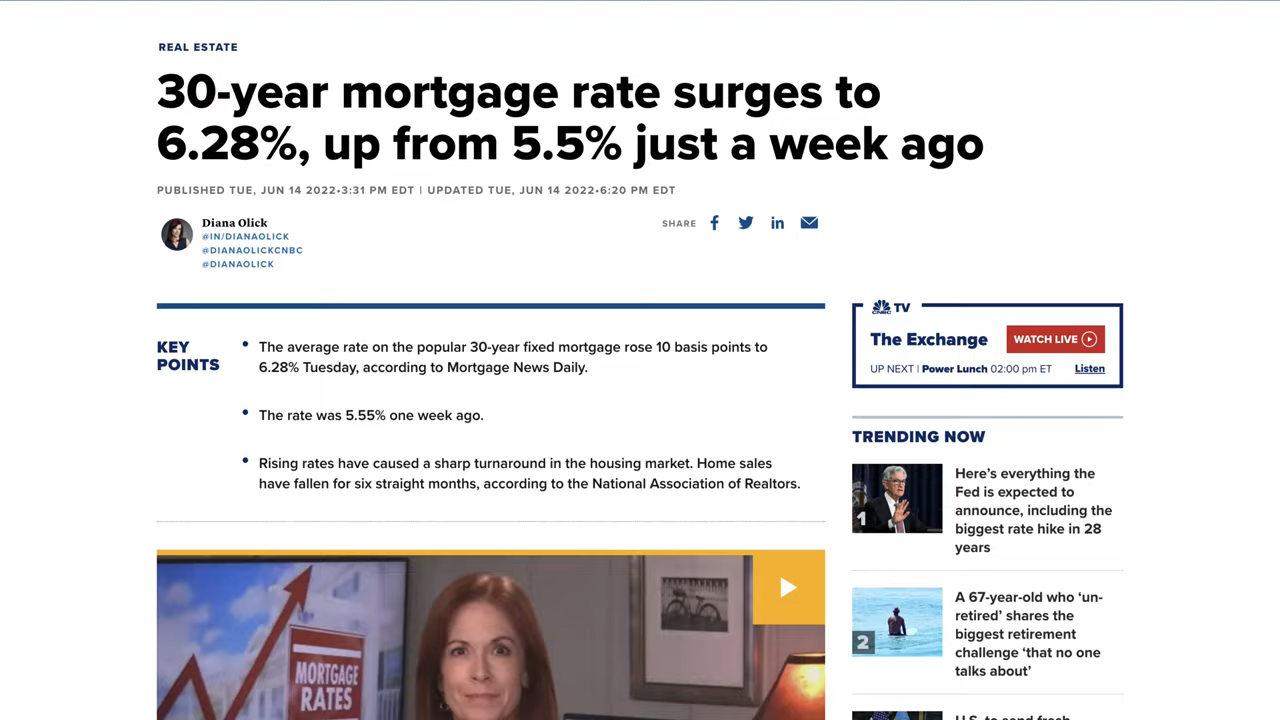 REAL ESTATE
30-year mortgage rate surges to
6.28%, up from 5.5% just a week ago
PUBLISHED TUE, JUN 14 2022•3:31 PM EDT | UPDATED TUE, JUN 14 2022•6:20 PM EDT
Diana Olick
@IN/DIANAOLICK
@DIANAOLICKCNBC
@DIANAOLICK
SHARE
KEY
POINTS
The average rate on the popular 30-year fixed mortgage rose 10 basis points to
6.28% Tuesday, according to Mortgage News Daily.
The rate was 5.55% one week ago.
Rising rates have caused a sharp turnaround in the housing market. Home sales
have fallen for six straight months, according to the National Association of Realtors.
MORTGAGE
RATES
CNBC TV
The Exchange
WATCH LIVE
UP NEXT | Power Lunch 02:00 pm ET
Listen
TRENDING NOW
1
Here's everything the
Fed is expected to
announce, including the
biggest rate hike in 28
years
2
A 67-year-old who ‘un-
retired’ shares the
biggest retirement
challenge ‘that no one
talks about’
U.S. to send fresh